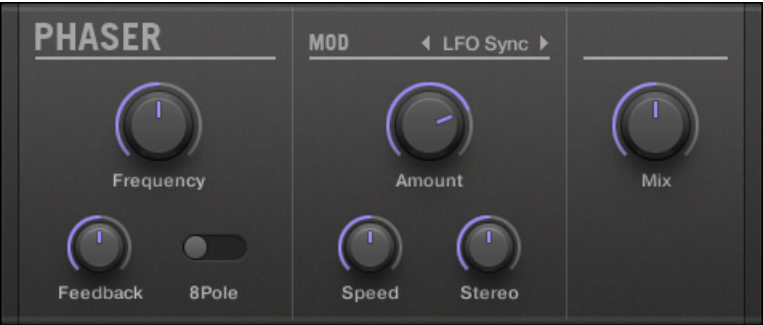 PHASER
Frequency
Feedback
8Pole
MOD
LFO Sync
Amount
Speed
Stereo
Mix